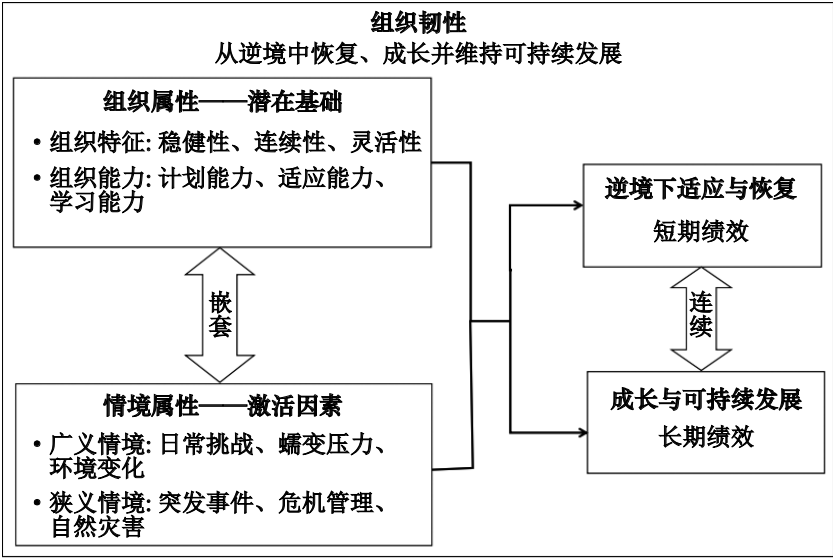 组织韧性
从逆境中恢复、成长并维持可持续发展
组织属性——潜在基础
• 组织特征: 稳健性、连续性、灵活性
• 组织能力: 计划能力、适应能力、
学习能力
嵌
套
情境属性——激活因素
• 广义情境: 日常挑战、蠕变压力、
环境变化
• 狭义情境: 突发事件、危机管理、
自然灾害
逆境下适应与恢复
短期绩效
连
续
成长与可持续发展
长期绩效